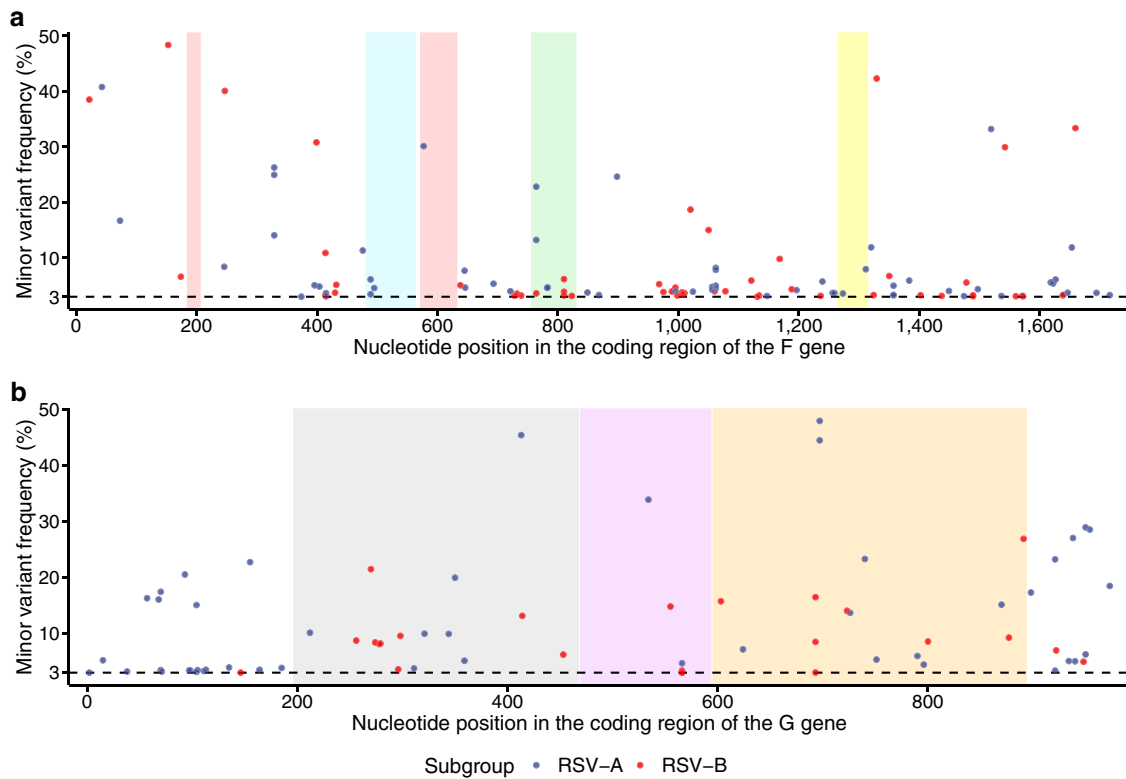 a
Minor variant frequency (%)
50
40
30
20
10
3
0 200 400 600 800 1,000 1,200 1,400 1,600
Nucleotide position in the coding region of the F gene
b
Minor variant frequency (%)
50
40
30
20
10
3
0 200 400 600 800
Nucleotide position in the coding region of the G gene
Subgroup RSV−A RSV−B